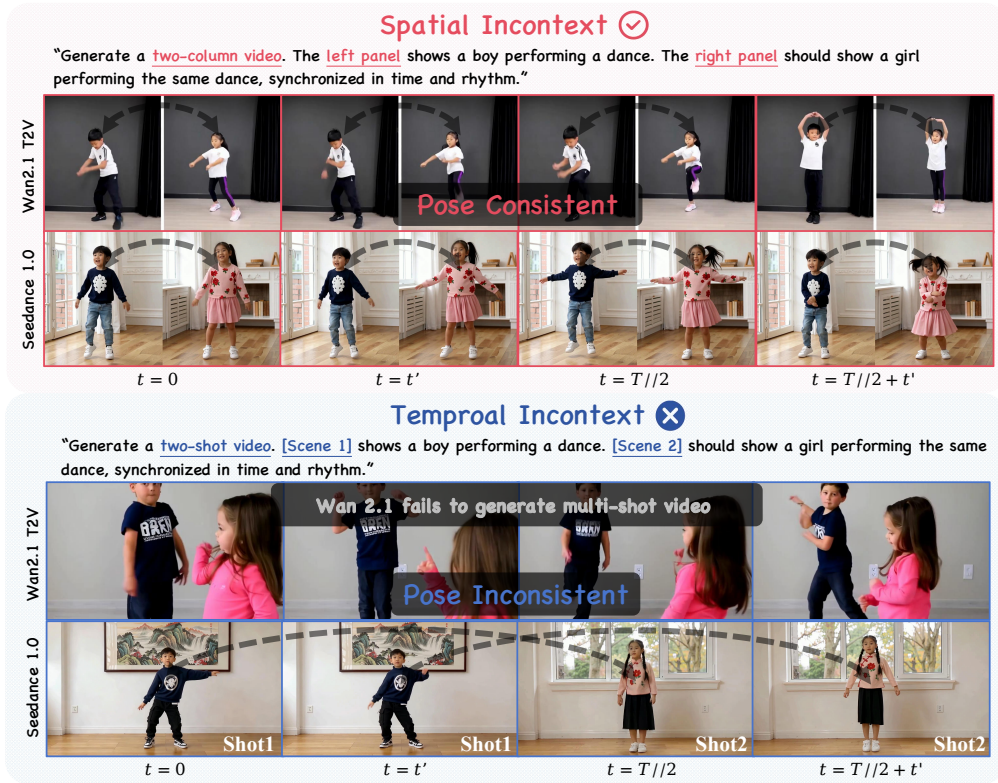 Spatial Incontext
“Generate a two-column video. The left panel shows a boy performing a dance. The right panel should show a girl
performing the same dance, synchronized in time and rhythm.”
Wan2.1 T2V
Pose Consistent
Seedance 1.0
t = 0
t = t′
t = T//2
t = T//2 + t'
Temproal Incontext
“Generate a two-shot video. [Scene 1] shows a boy performing a dance. [Scene 2] should show a girl performing the same
dance, synchronized in time and rhythm.”
Wan2.1 T2V
Wan 2.1 fails to generate multi-shot video
Pose Inconsistent
Seedance 1.0
Shot1
Shot1
Shot2
Shot2
t = 0
t = t′
t = T//2
t = T//2 + t'